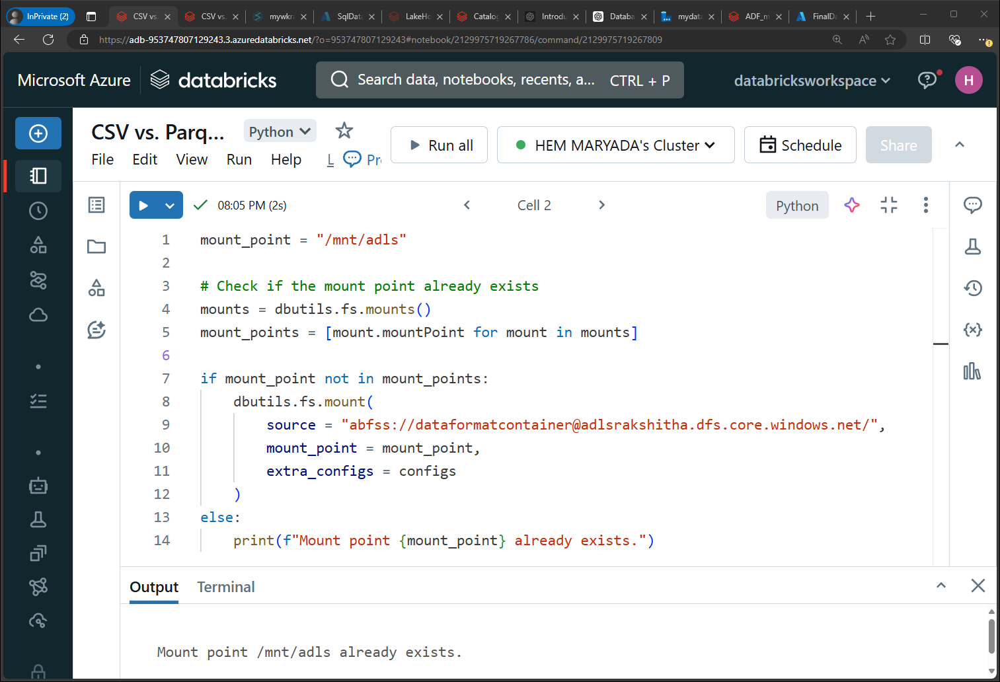 InPrivate (2)
CSV vs.
CSV vs.
mywkra
SqlData
LakeHo
Catalog
Introdu
Databa
mydata
ADF_m
FinalDa
https://adb-953747807129243.3.azuredatabricks.net/?o=953747807129243#notebook/2129975719267786/command/2129975719267809
Microsoft Azure
databricks
Search data, notebooks, recents, a... CTRL + P
databricksworkspace
H
CSV vs. Parq...
Python
File Edit View Run Help
Run all
HEM MARYADA's Cluster
Schedule
Share
08:05 PM (2s)
Cell 2
Python
1 mount_point = "/mnt/adls"
2
3 # Check if the mount point already exists
4 mounts = dbutils.fs.mounts()
5 mount_points = [mount.mountPoint for mount in mounts]
6
7 if mount_point not in mount_points:
8 dbutils.fs.mount(
9 source = "abfss://dataformatcontainer@adlsrakshitha.dfs.core.windows.net/",
10 mount_point = mount_point,
11 extra_configs = configs
12 )
13 else:
14 print(f"Mount point {mount_point} already exists.")
Output Terminal
Mount point /mnt/adls already exists.